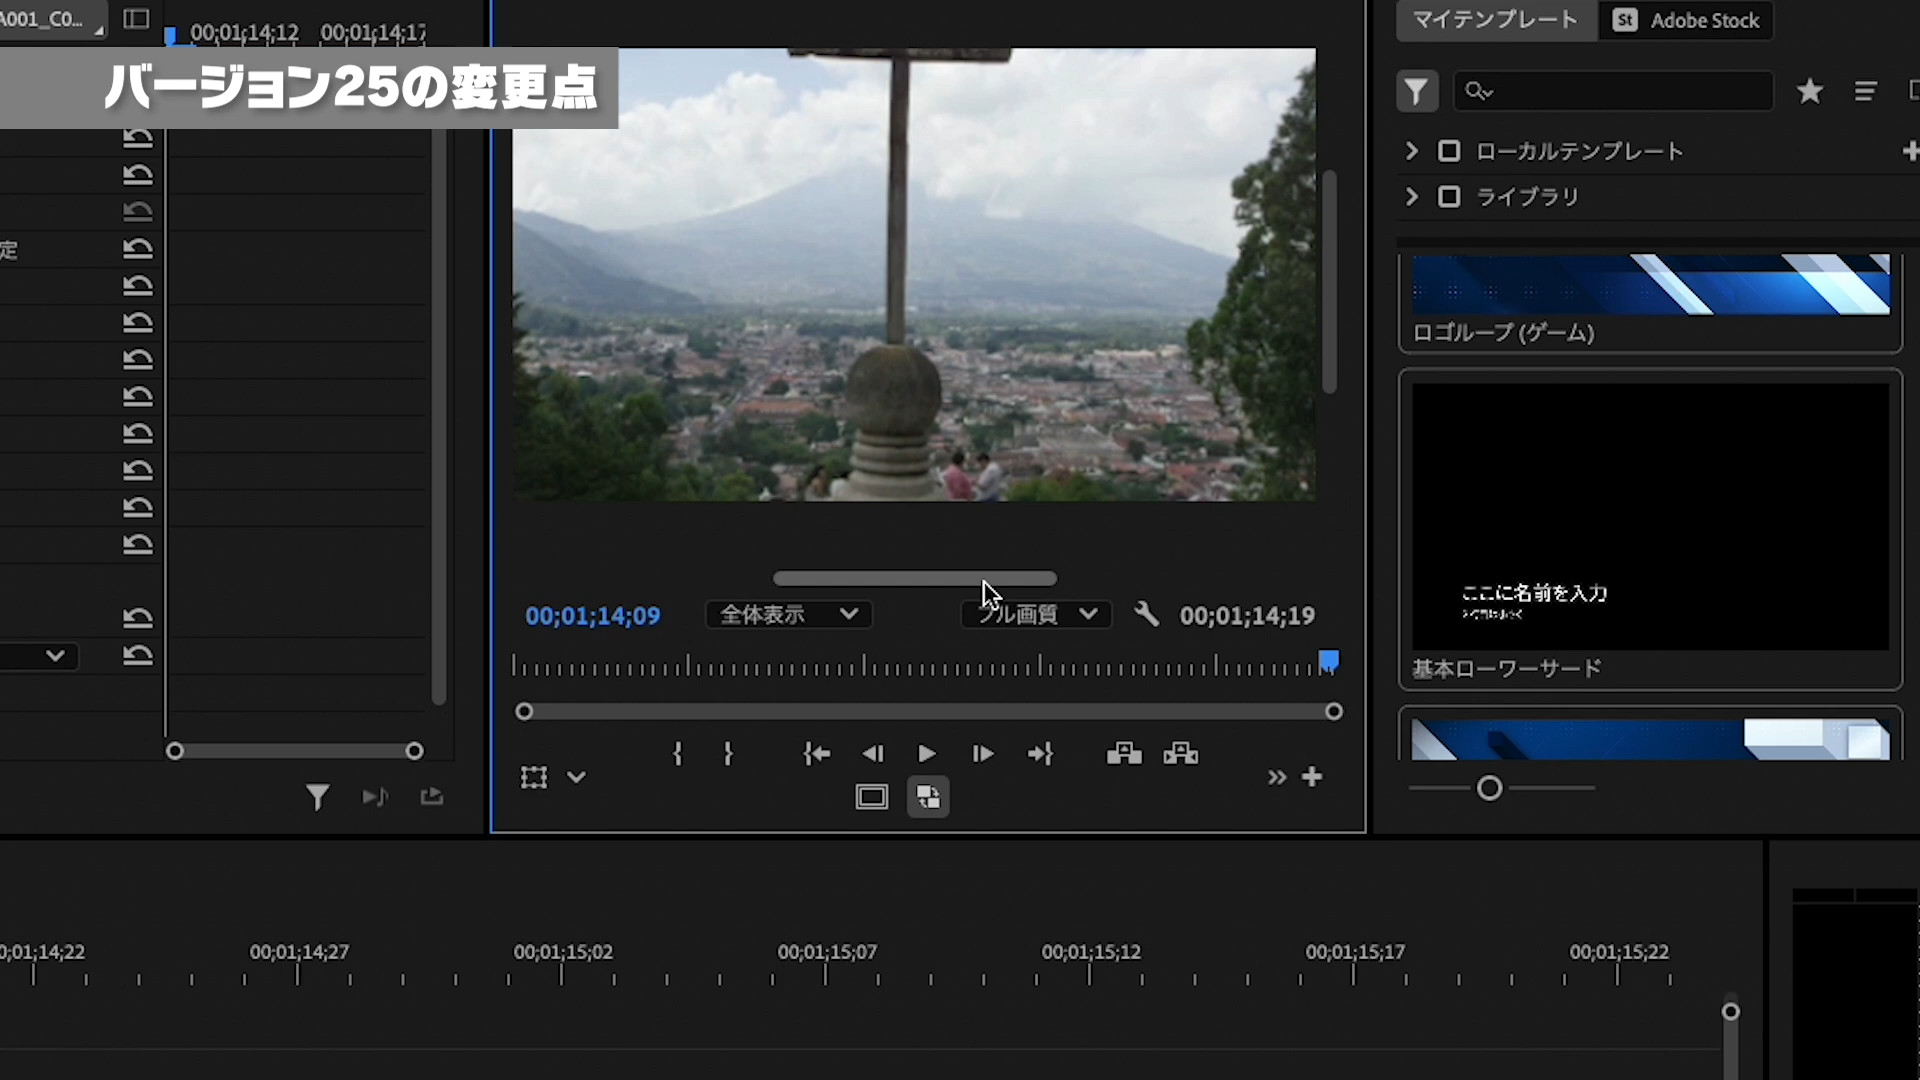 A001_C0...
00;01;14;12
00;01;14;17
バージョン25の変更点
定
00;01;14;09
全体表示
フル画質
00;01;14;19
マイテンプレート
St Adobe Stock
ローカルテンプレート
ライブラリ
ロゴループ (ゲーム)
ここに名前を入力
基本ローワーサード
0;01;14;22
00;01;14;27
00;01;15;02
00;01;15;07
00;01;15;12
00;01;15;17
00;01;15;22